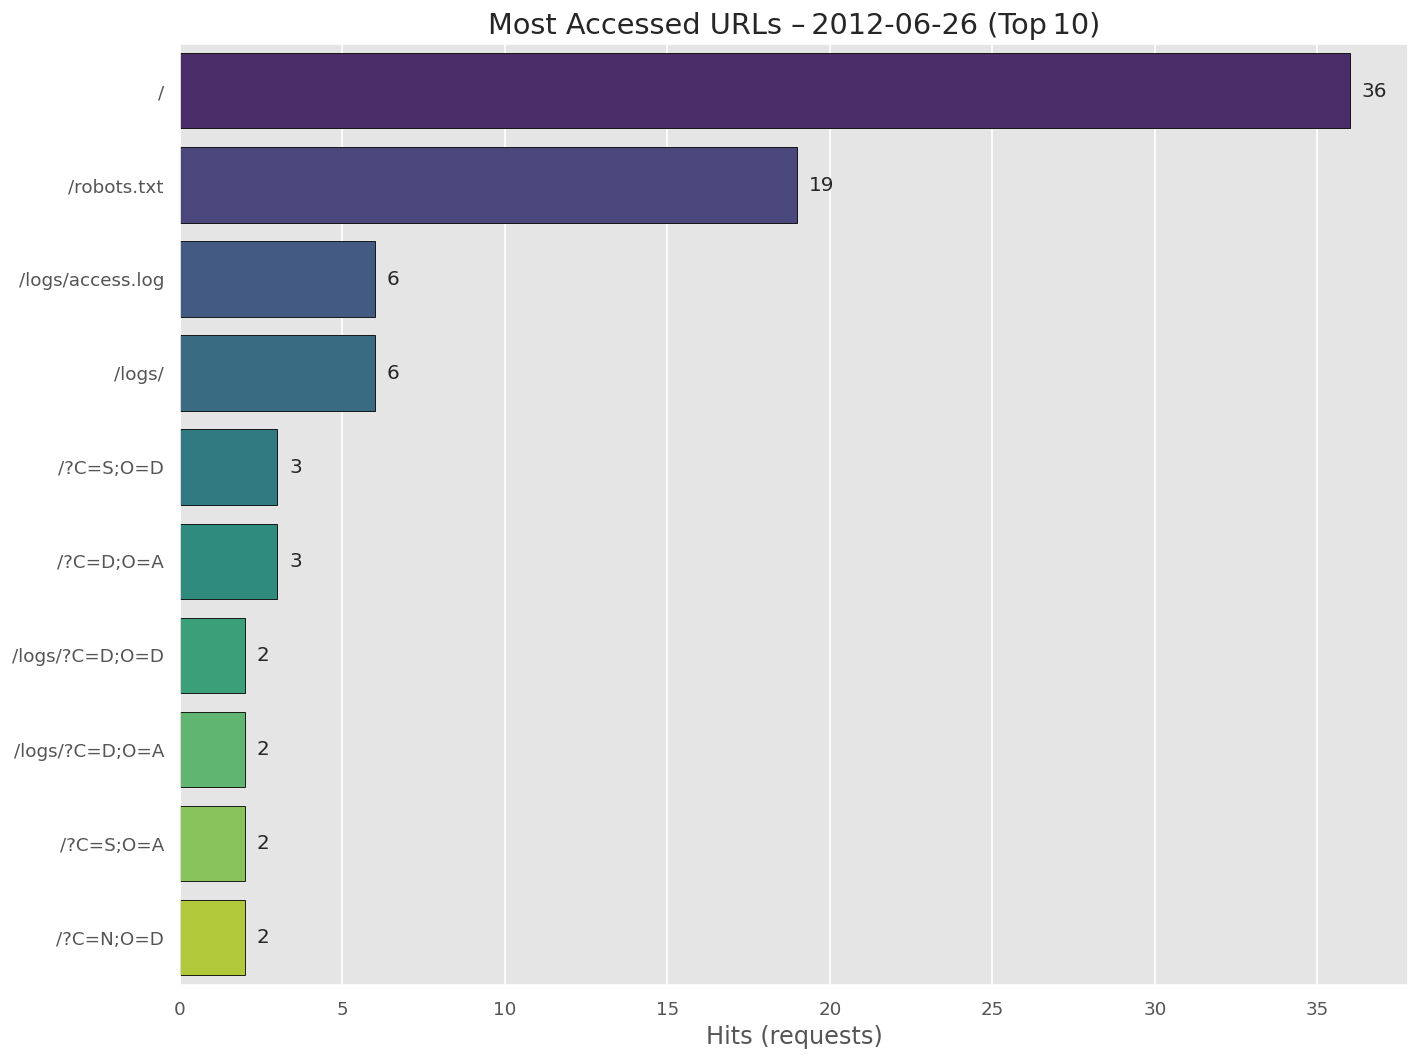 Most Accessed URLs – 2012-06-26 (Top 10)
/
36
/robots.txt
19
/logs/access.log
6
/logs/
6
/?C=S;O=D
3
/?C=D;O=A
3
/logs/?C=D;O=D
2
/logs/?C=D;O=A
2
/?C=S;O=A
2
/?C=N;O=D
2
0 5 10 15 20 25 30 35
Hits (requests)